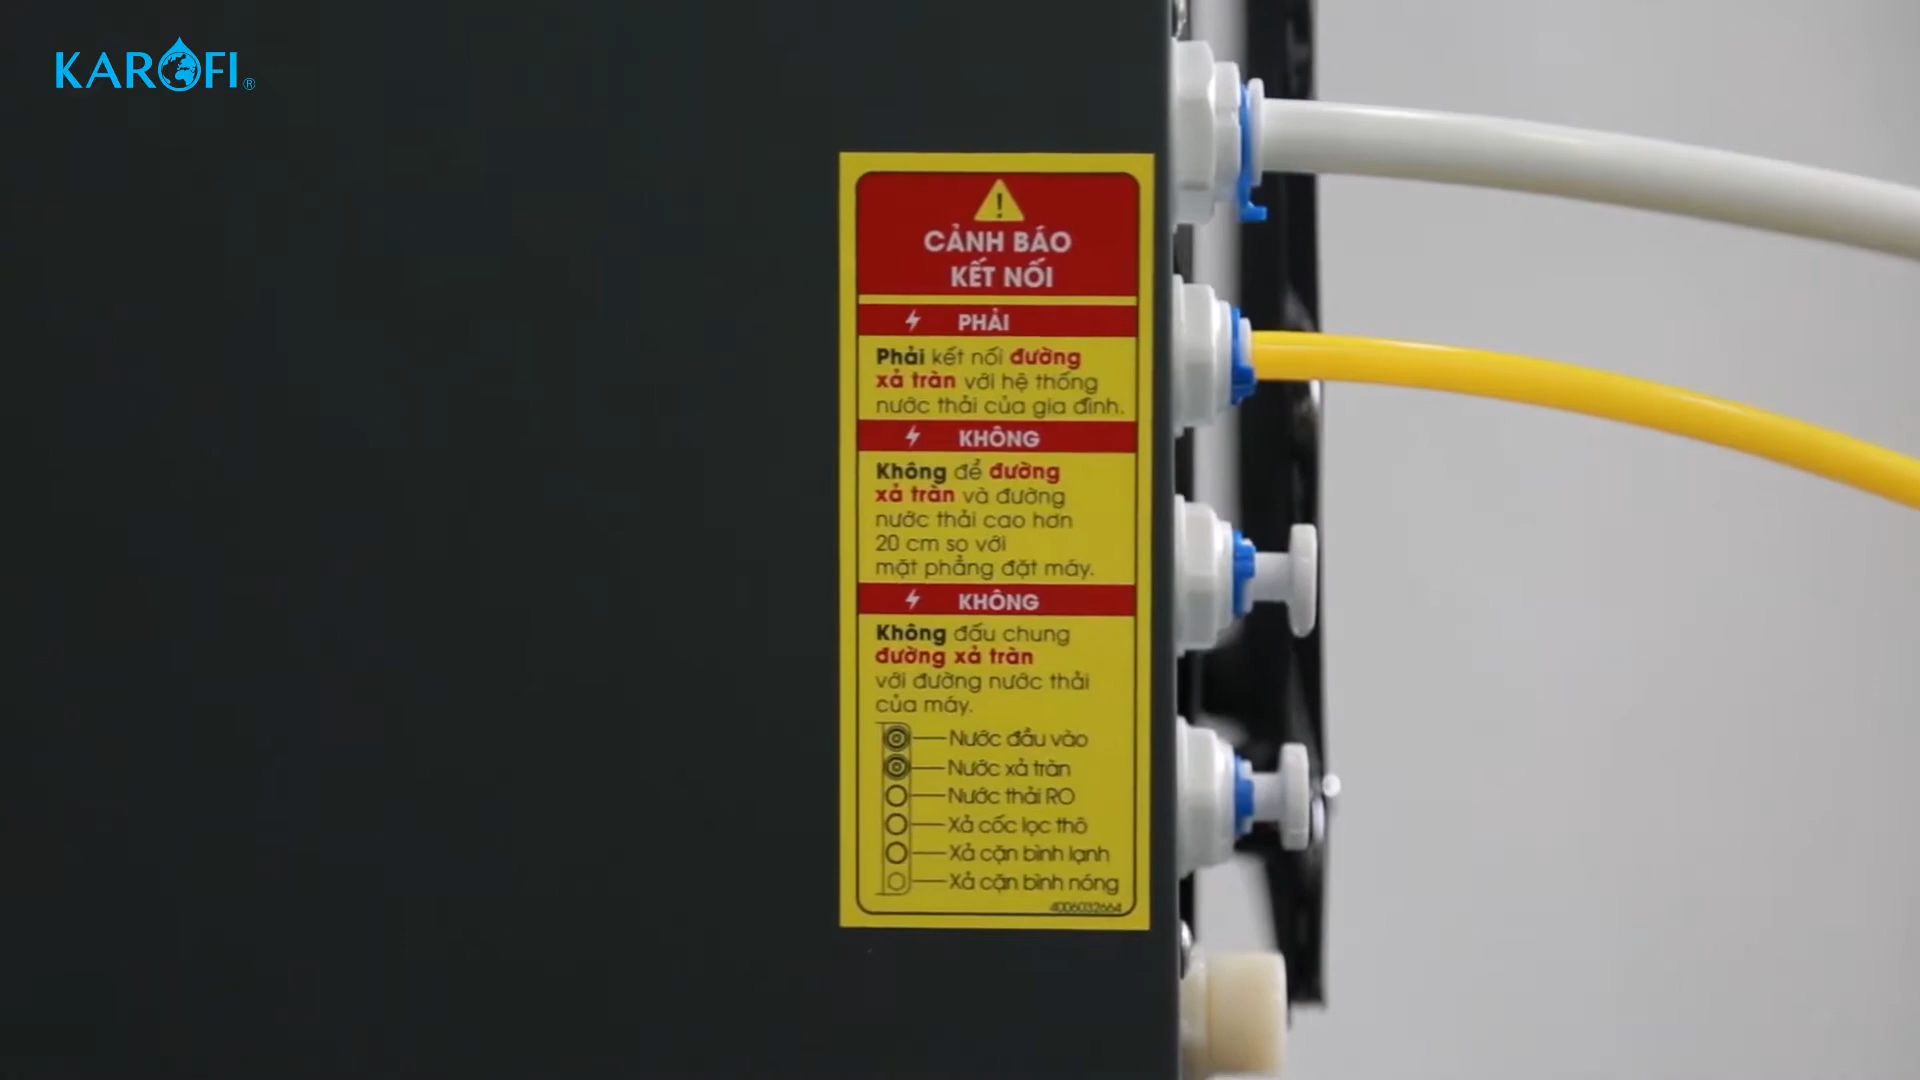 KAROFI®
CẢNH BÁO
KẾT NỐI
PHẢI
Phải kết nối đường
xả tràn với hệ thống
nước thải của gia đình.
KHÔNG
Không để đường
xả tràn và đường
nước thải cao hơn
20 cm so với
mặt phẳng đặt máy.
KHÔNG
Không đấu chung
đường xả tràn
với đường nước thải
của máy.
Nước đầu vào
Nước xả tràn
Nước thải RO
Xả cốc lọc thô
Xả cặn bình lạnh
Xả cặn bình nóng
4006032664